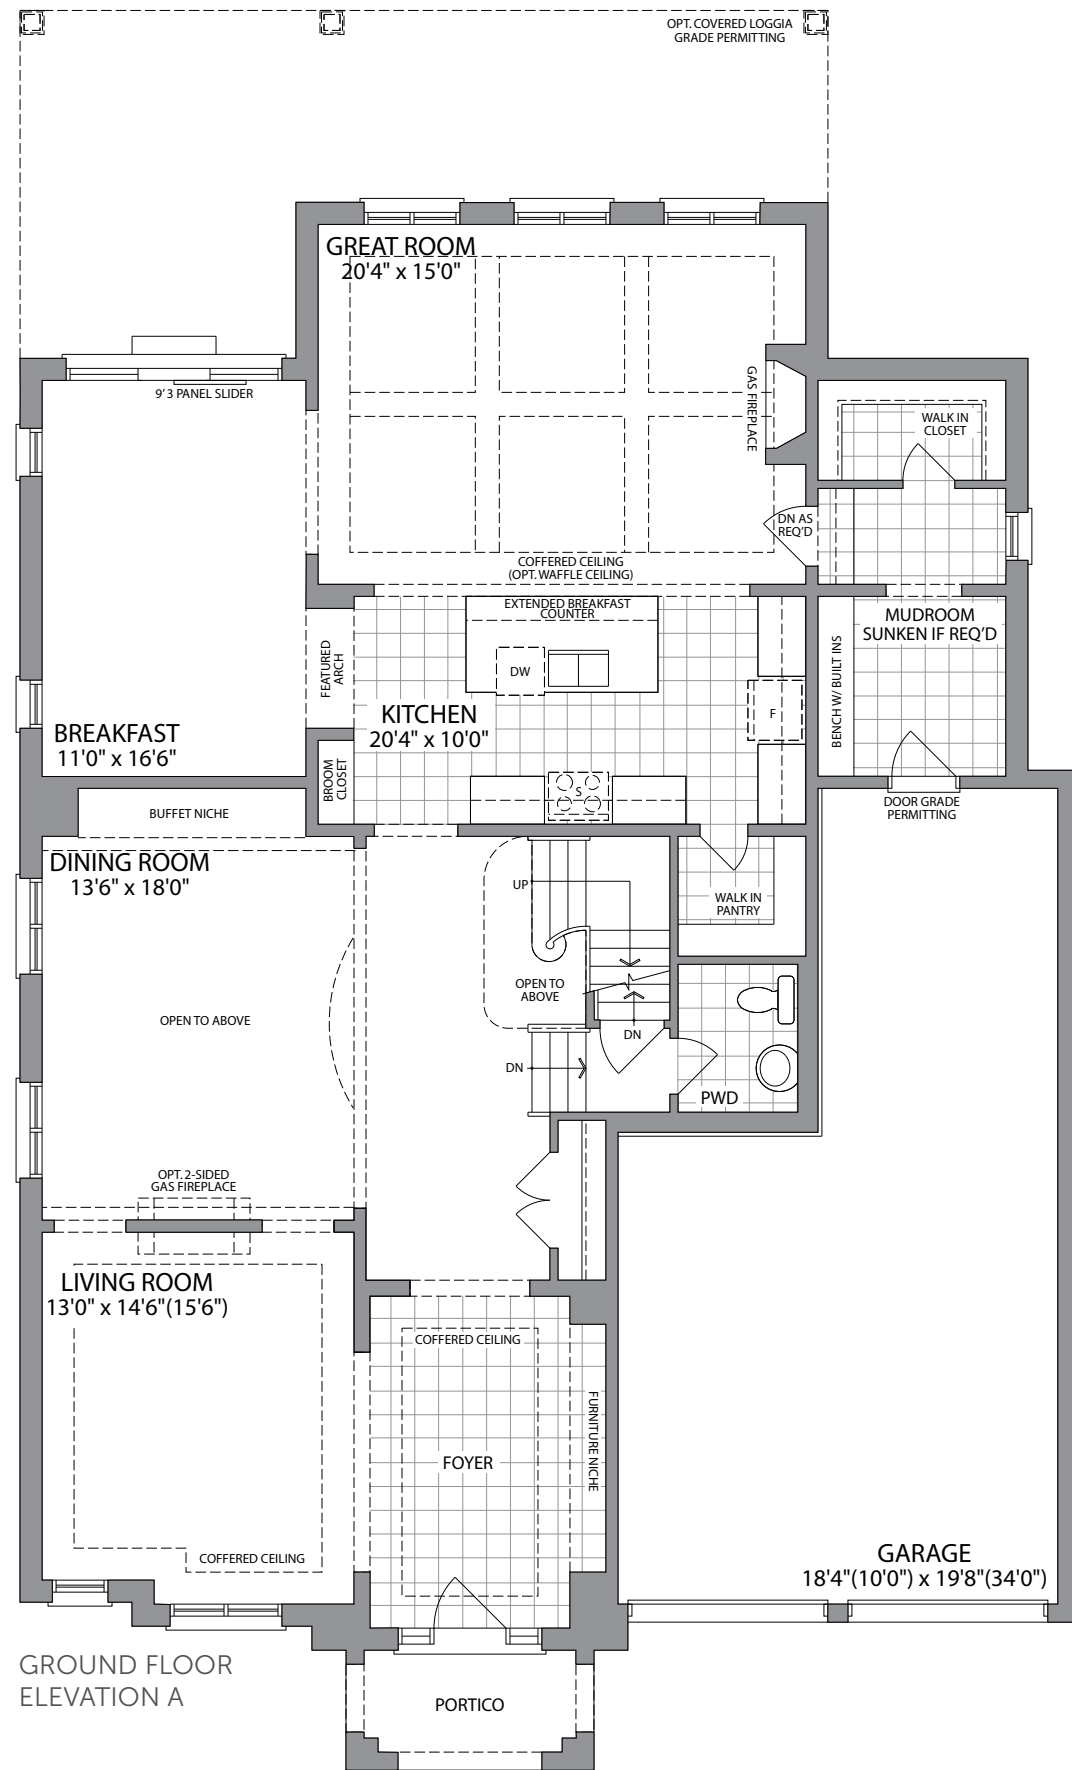 OPT. COVERED LOGGIA
GRADE PERMITTING
GREAT ROOM
20'4" x 15'0"
9' 3 PANEL SLIDER
GAS FIREPLACE
WALK IN
CLOSET
DN AS
REQ'D
COFFERED CEILING
(OPT. WAFFLE CEILING)
EXTENDED BREAKFAST
COUNTER
MUDROOM
SUNKEN IF REQ'D
FEATURED
ARCH
DW
BENCH W/ BUILT INS
KITCHEN
20'4" x 10'0"
F
BREAKFAST
11'0" x 16'6"
BROOM
CLOSET
S
BUFFET NICHE
DOOR GRADE
PERMITTING
DINING ROOM
13'6" x 18'0"
UP
WALK IN
PANTRY
OPEN TO
ABOVE
OPEN TO ABOVE
DN
DN
PWD
OPT. 2-SIDED
GAS FIREPLACE
LIVING ROOM
13'0" x 14'6"(15'6")
COFFERED CEILING
FURNITURE NICHE
FOYER
COFFERED CEILING
GARAGE
18'4"(10'0") x 19'8"(34'0")
GROUND FLOOR
ELEVATION A
PORTICO